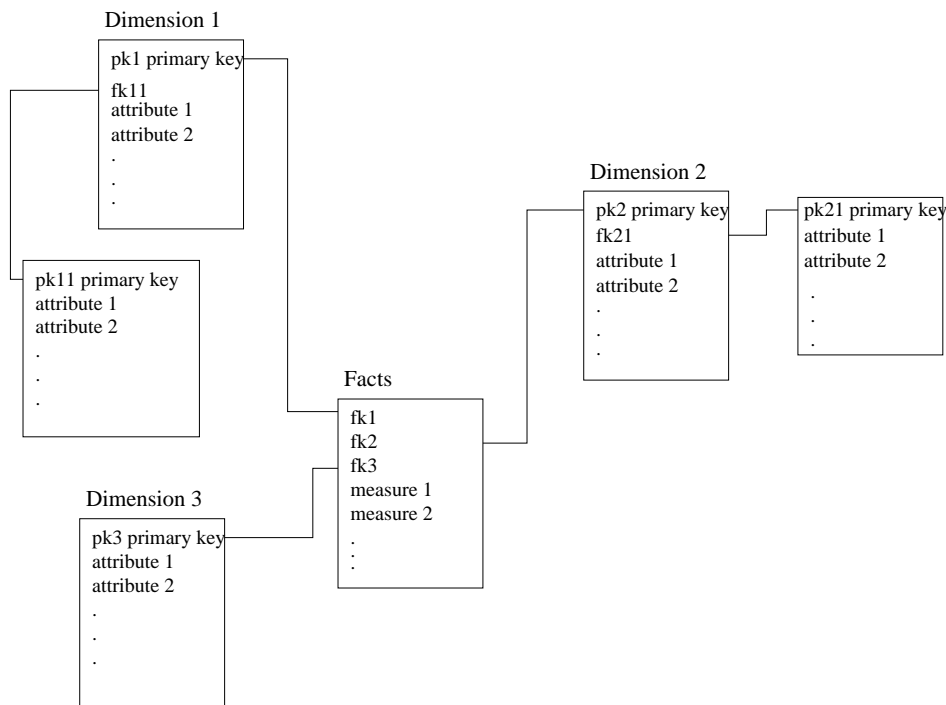 Dimension 1
pk1 primary key
fk11
attribute 1
attribute 2
.
.
.
pk11 primary key
attribute 1
attribute 2
.
.
.
Dimension 2
pk2 primary key
fk21
attribute 1
attribute 2
.
.
.
pk21 primary key
attribute 1
attribute 2
.
.
.
Facts
fk1
fk2
fk3
measure 1
measure 2
.
.
.
Dimension 3
pk3 primary key
attribute 1
attribute 2
.
.
.